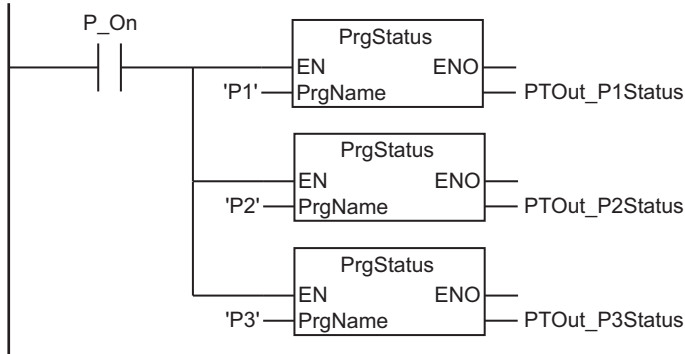 P_On
PrgStatus
EN ENO
'P1' PrgName PTOut_P1Status
PrgStatus
EN ENO
'P2' PrgName PTOut_P2Status
PrgStatus
EN ENO
'P3' PrgName PTOut_P3Status